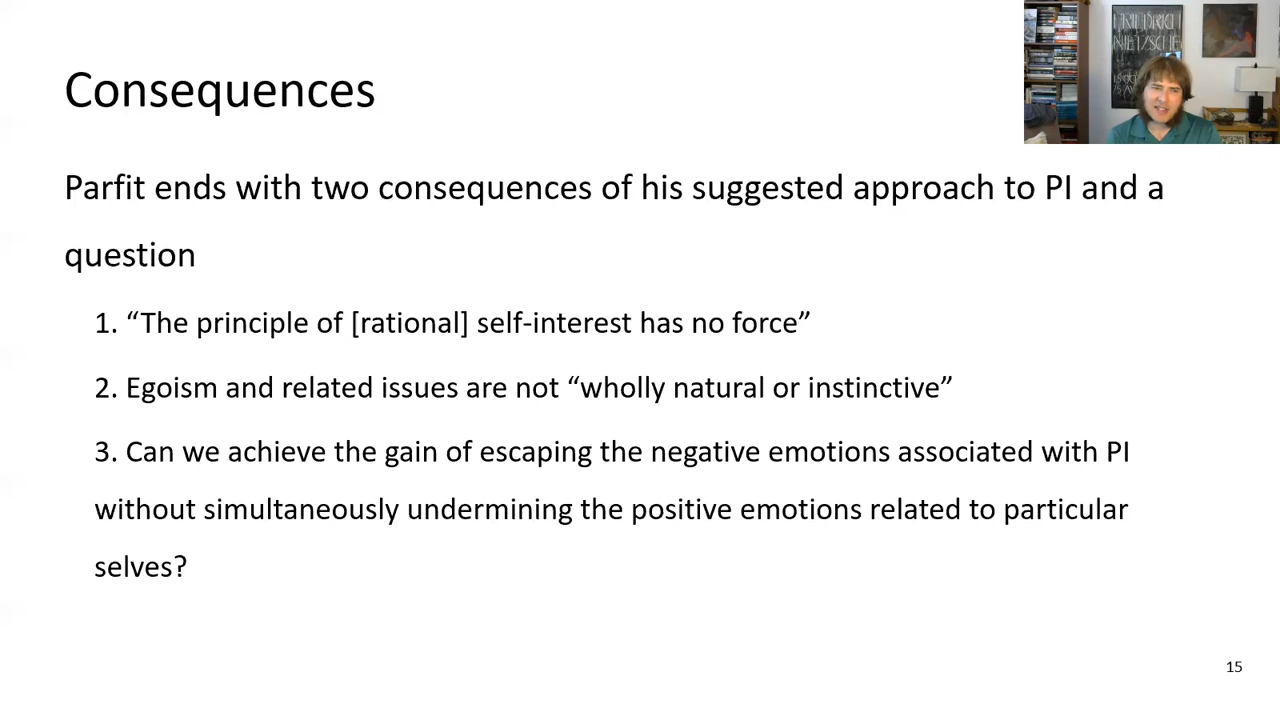 FRIEDRICH
NIETZSCHE
Consequences
Parfit ends with two consequences of his suggested approach to PI and a
question
1. “The principle of [rational] self-interest has no force”
2. Egoism and related issues are not “wholly natural or instinctive”
3. Can we achieve the gain of escaping the negative emotions associated with PI
without simultaneously undermining the positive emotions related to particular
selves?
15